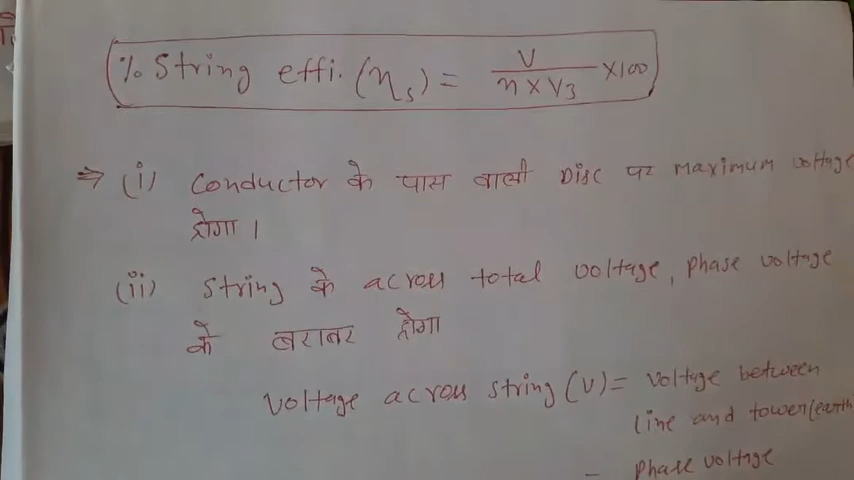 % String effi. (η_s) = V / (n × V3) × 100
⇒ (i) Conductor के पास वाली Disc पर maximum voltage
होगा ।
(ii) String के across total voltage, phase voltage
के बराबर होगा
Voltage across string (V) = voltage between
line and tower (earth
= phase voltage